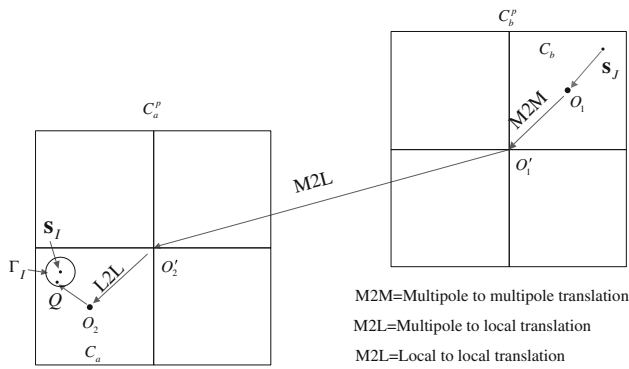 C_b^p
C_b
s_J
O_1
M2M
C_a^p
O_1′
M2L
s_I
Γ_I
L2L
O_2′
Q
O_2
C_a
M2M=Multipole to multipole translation
M2L=Multipole to local translation
M2L=Local to local translation